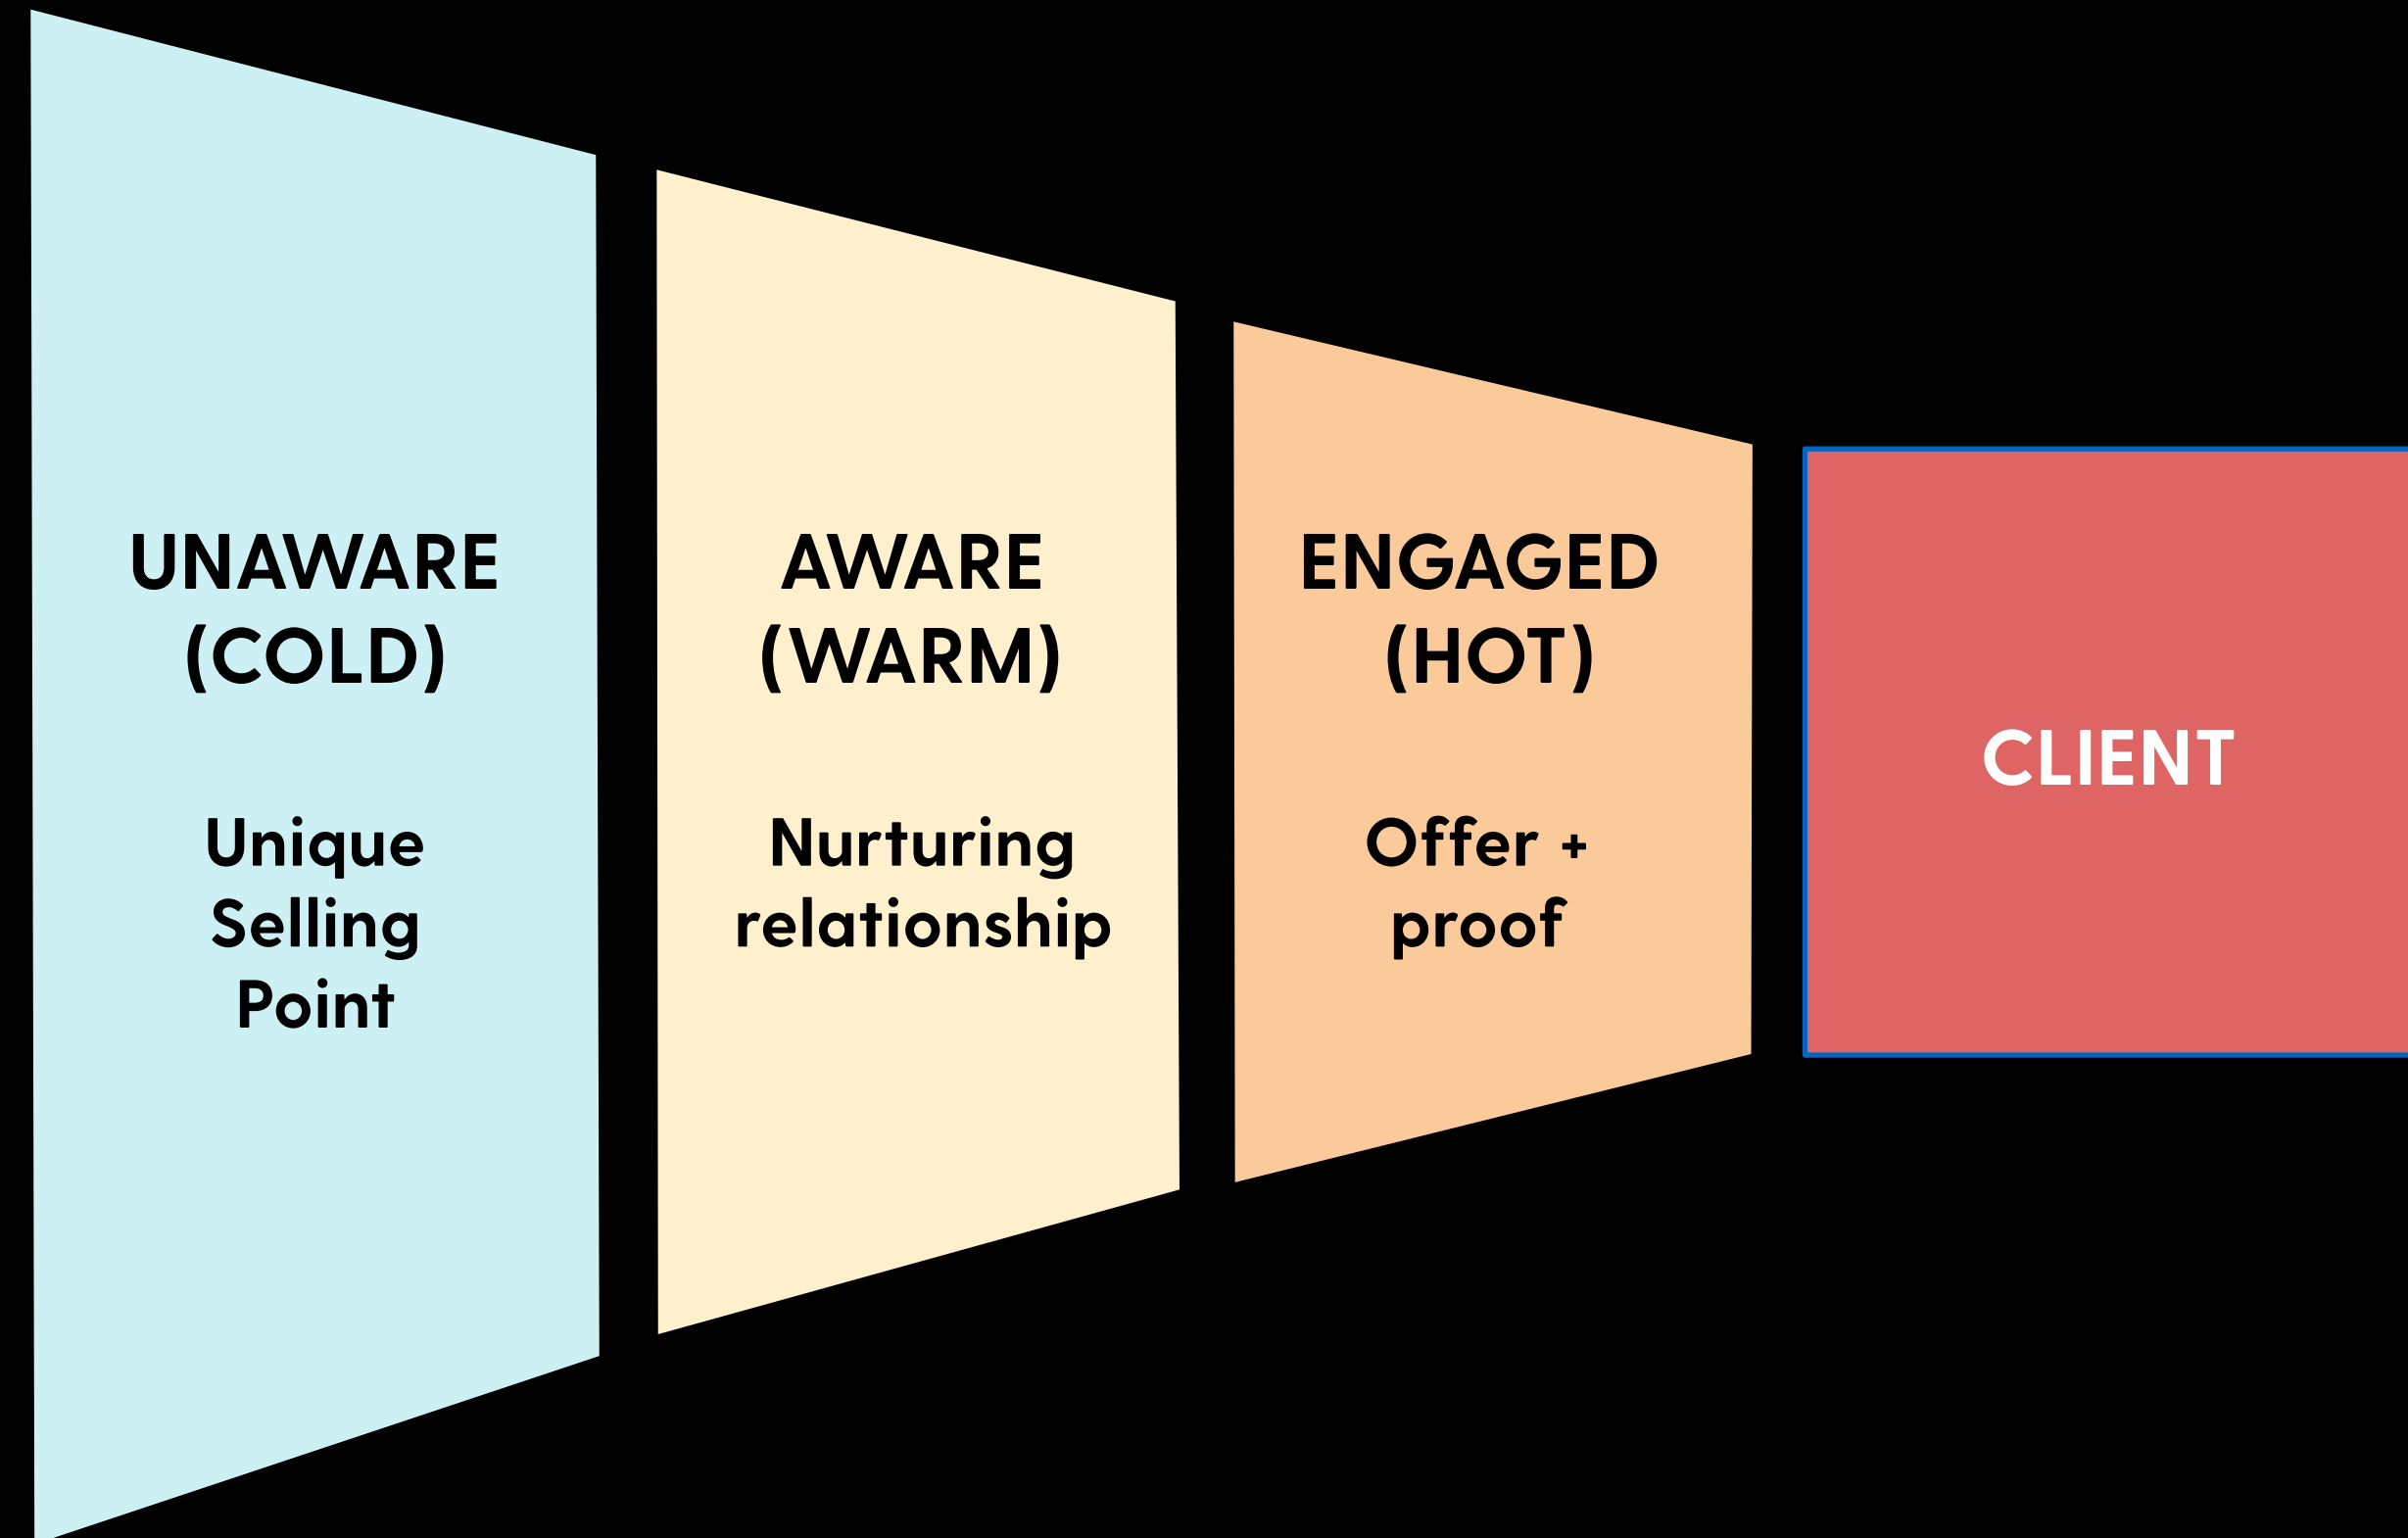 UNAWARE
(COLD)
Unique
Selling
Point
AWARE
(WARM)
Nurturing
relationship
ENGAGED
(HOT)
Offer +
proof
CLIENT